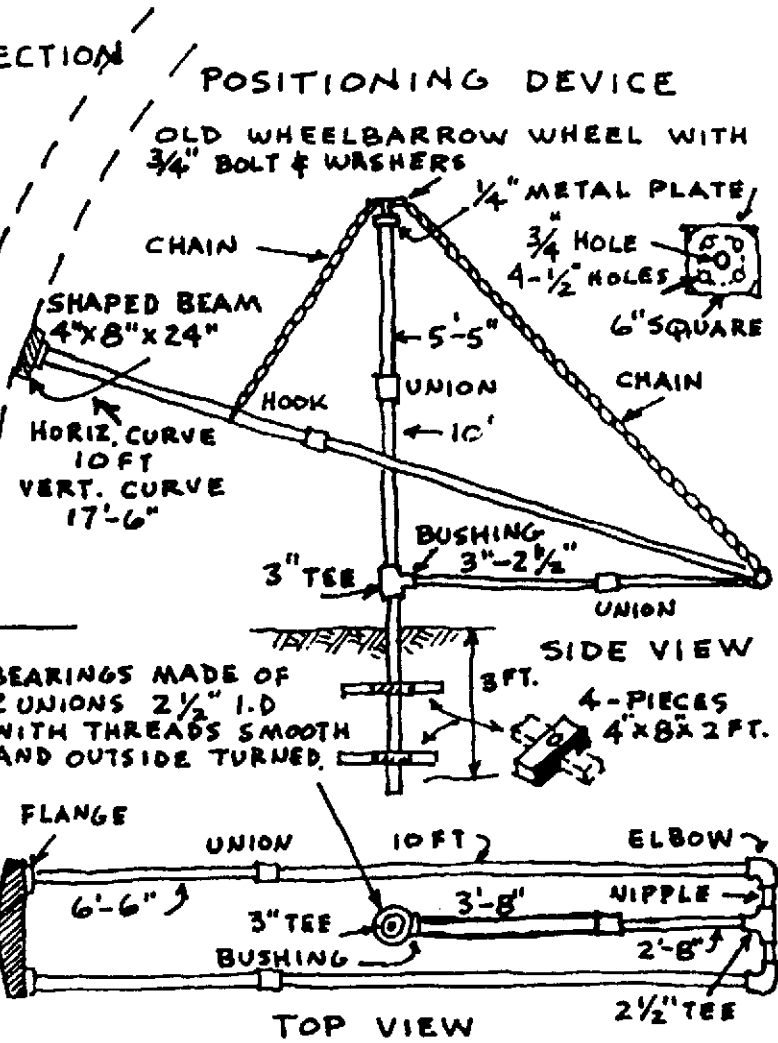 ECTION
POSITIONING DEVICE
OLD WHEELBARROW WHEEL WITH
3/4" BOLT & WASHERS
1/4" METAL PLATE
CHAIN
3/4" HOLE
4-1/2" HOLES
6" SQUARE
SHAPED BEAM
4"X8"X24"
5'-5"
UNION
CHAIN
HOOK
10'
HORIZ. CURVE
10 FT
VERT. CURVE
17'-6"
BUSHING
3"-2 1/2"
3" TEE
UNION
SIDE VIEW
BEARINGS MADE OF
2 UNIONS 2 1/2" I.D
WITH THREADS SMOOTH
AND OUTSIDE TURNED.
3 FT.
4-PIECES
4"X8"X2 FT.
FLANGE
UNION
10 FT
ELBOW
6'-6"
3'-8"
NIPPLE
3" TEE
BUSHING
2'-8"
2 1/2" TEE
TOP VIEW